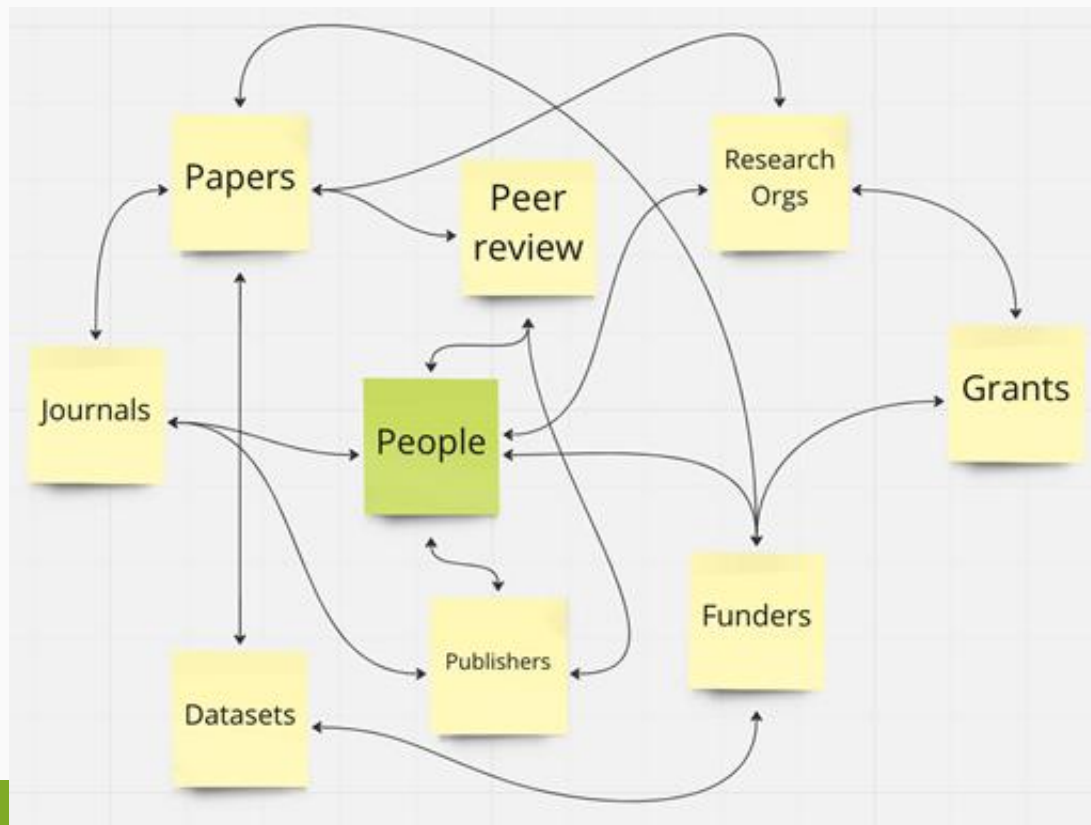 Papers
Peer
review
Research
Orgs
Journals
People
Grants
Publishers
Funders
Datasets